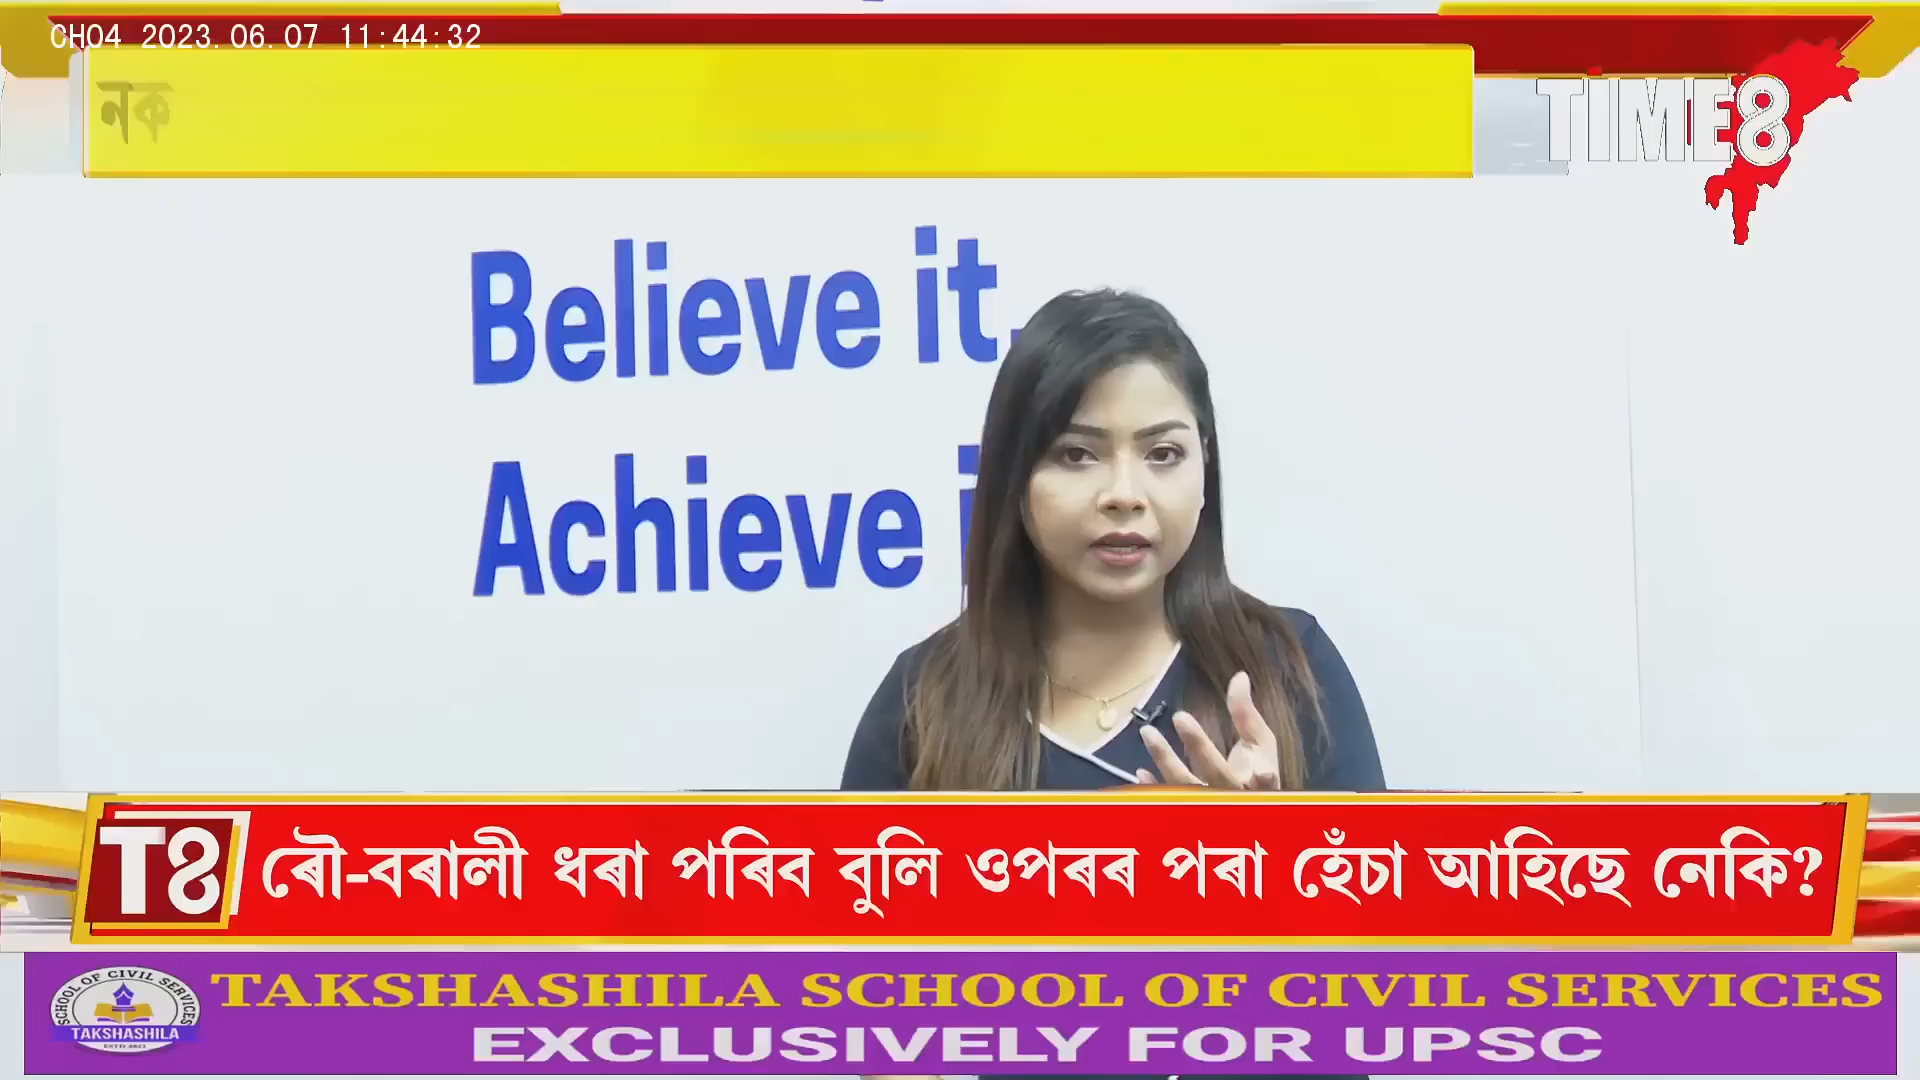 CH04 2023.06.07 11:44:32
নক
TIME8
Believe it.
Achieve i
T8 ৰৌ-বৰালী ধৰা পৰিব বুলি ওপৰৰ পৰা হেঁচা আহিছে নেকি?
SCHOOL OF CIVIL SERVICES
TAKSHASHILA
TAKSHASHILA SCHOOL OF CIVIL SERVICES
EXCLUSIVELY FOR UPSC